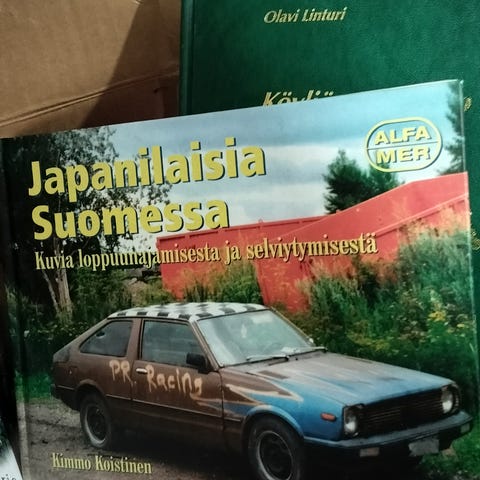 Olavi Linturi
Japanilaisia
Suomessa
Kuvia loppuunajamisesta ja selviytymisestä
ALFA
MER
PR. Racing
Kimmo Koistinen